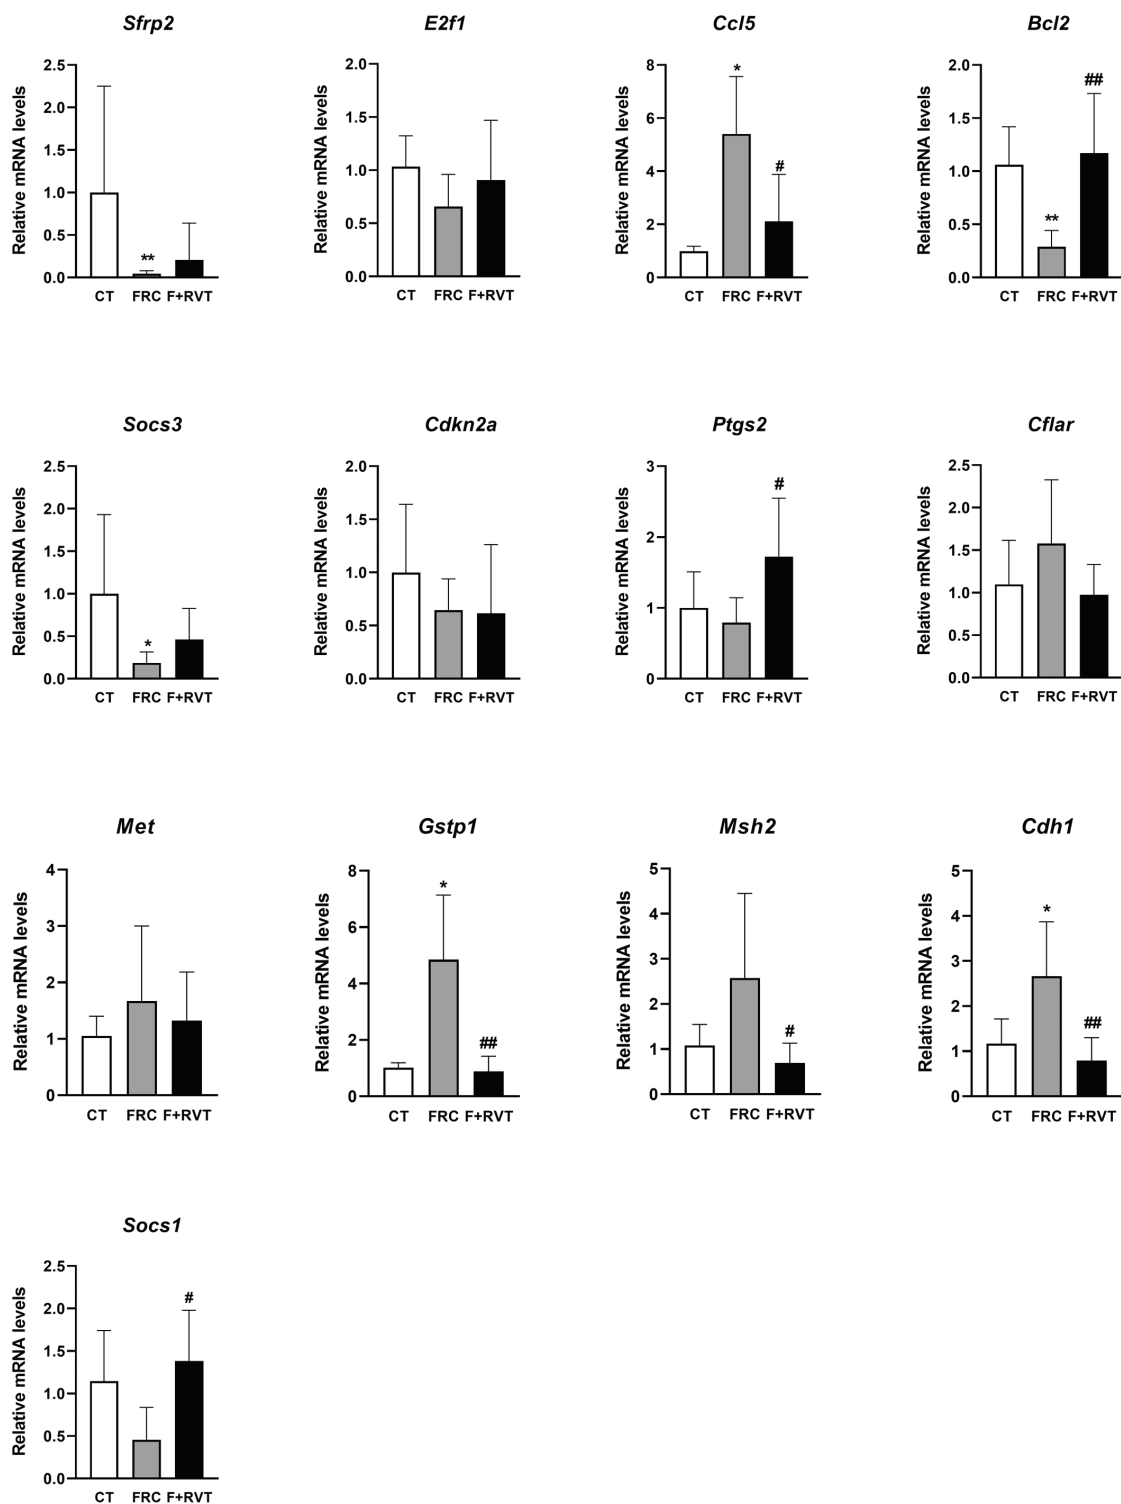 Sfrp2
E2f1
Ccl5
Bcl2
Relative mRNA levels
2.5
2.0
1.5
1.0
0.5
0.0
**
CT FRC F+RVT
Relative mRNA levels
2.0
1.5
1.0
0.5
0.0
CT FRC F+RVT
Relative mRNA levels
8
6
4
2
0
*
#
CT FRC F+RVT
Relative mRNA levels
2.0
1.5
1.0
0.5
0.0
**
##
CT FRC F+RVT
Socs3
Cdkn2a
Ptgs2
Cflar
Relative mRNA levels
2.5
2.0
1.5
1.0
0.5
0.0
*
CT FRC F+RVT
Relative mRNA levels
2.0
1.5
1.0
0.5
0.0
CT FRC F+RVT
Relative mRNA levels
3
2
1
0
#
CT FRC F+RVT
Relative mRNA levels
2.5
2.0
1.5
1.0
0.5
0.0
CT FRC F+RVT
Met
Gstp1
Msh2
Cdh1
Relative mRNA levels
4
3
2
1
0
CT FRC F+RVT
Relative mRNA levels
8
6
4
2
0
*
##
CT FRC F+RVT
Relative mRNA levels
5
4
3
2
1
0
#
CT FRC F+RVT
Relative mRNA levels
5
4
3
2
1
0
*
##
CT FRC F+RVT
Socs1
Relative mRNA levels
2.5
2.0
1.5
1.0
0.5
0.0
#
CT FRC F+RVT